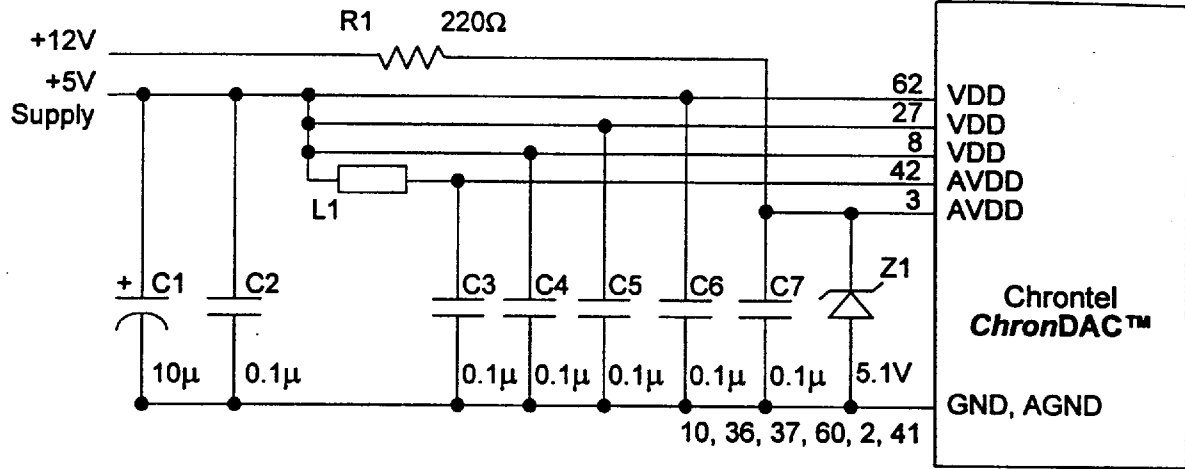 R1 220Ω
+12V
+5V
Supply
62 VDD
27 VDD
8 VDD
42 AVDD
3 AVDD
L1
+ C1 C2 C3 C4 C5 C6 C7 Z1
Chrontel
ChronDAC™
10μ 0.1μ 0.1μ 0.1μ 0.1μ 0.1μ 0.1μ 5.1V
GND, AGND
10, 36, 37, 60, 2, 41